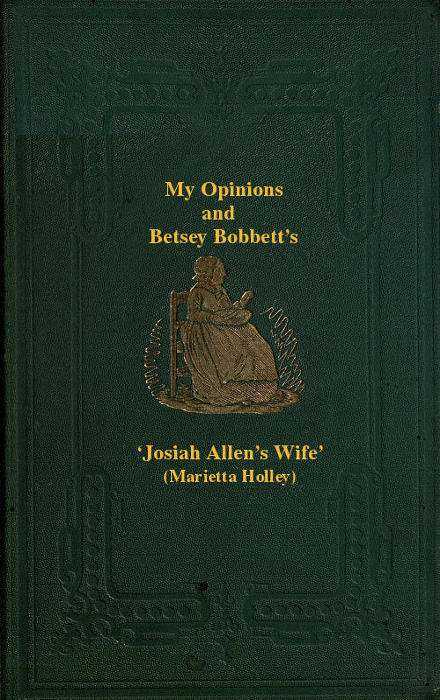 My Opinions
and
Betsey Bobbett’s
‘Josiah Allen’s Wife’
(Marietta Holley)